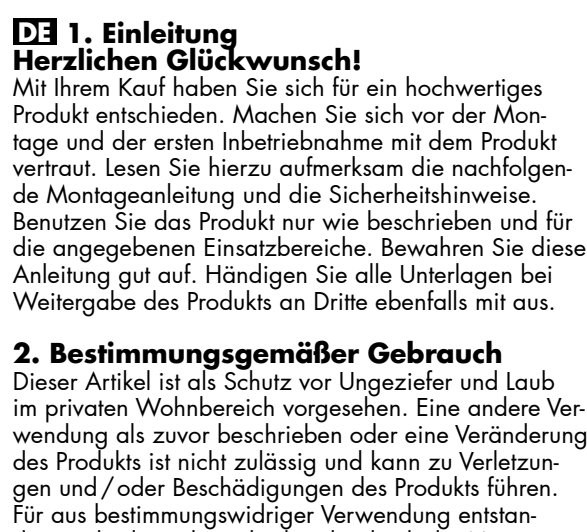 DE 1. Einleitung
Herzlichen Glückwunsch!
Mit Ihrem Kauf haben Sie sich für ein hochwertiges
Produkt entschieden. Machen Sie sich vor der Mon-
tage und der ersten Inbetriebnahme mit dem Produkt
vertraut. Lesen Sie hierzu aufmerksam die nachfolgen-
de Montageanleitung und die Sicherheitshinweise.
Benutzen Sie das Produkt nur wie beschrieben und für
die angegebenen Einsatzbereiche. Bewahren Sie diese
Anleitung gut auf. Händigen Sie alle Unterlagen bei
Weitergabe des Produkts an Dritte ebenfalls mit aus.
2. Bestimmungsgemäßer Gebrauch
Dieser Artikel ist als Schutz vor Ungeziefer und Laub
im privaten Wohnbereich vorgesehen. Eine andere Ver-
wendung als zuvor beschrieben oder eine Veränderung
des Produkts ist nicht zulässig und kann zu Verletzun-
gen und / oder Beschädigungen des Produkts führen.
Für aus bestimmungswidriger Verwendung entstan-